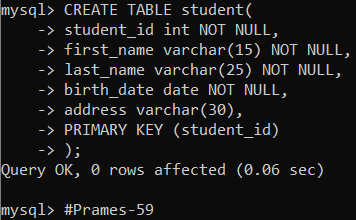 mysql> CREATE TABLE student(
    -> student_id int NOT NULL,
    -> first_name varchar(15) NOT NULL,
    -> last_name varchar(25) NOT NULL,
    -> birth_date date NOT NULL,
    -> address varchar(30),
    -> PRIMARY KEY (student_id)
    -> );
Query OK, 0 rows affected (0.06 sec)
mysql> #Prames-59